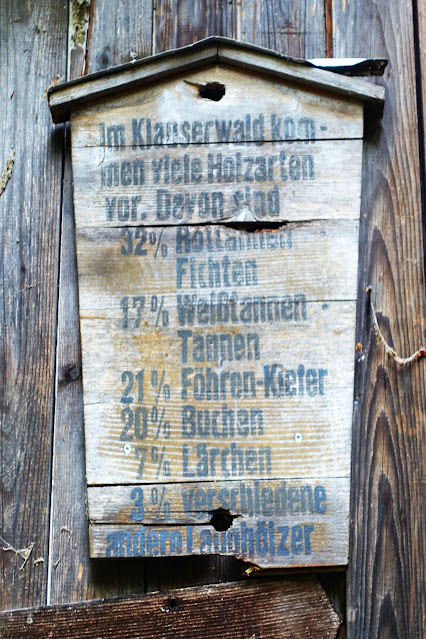 Im Klauserwald kom-
men viele Holzarten
vor. Davon sind
32% Rottannen -
Fichten
17% Weißtannen -
Tannen
21% Föhren-Kiefer
20% Buchen
7% Lärchen
3% verschiedene
andern Laubhölzer